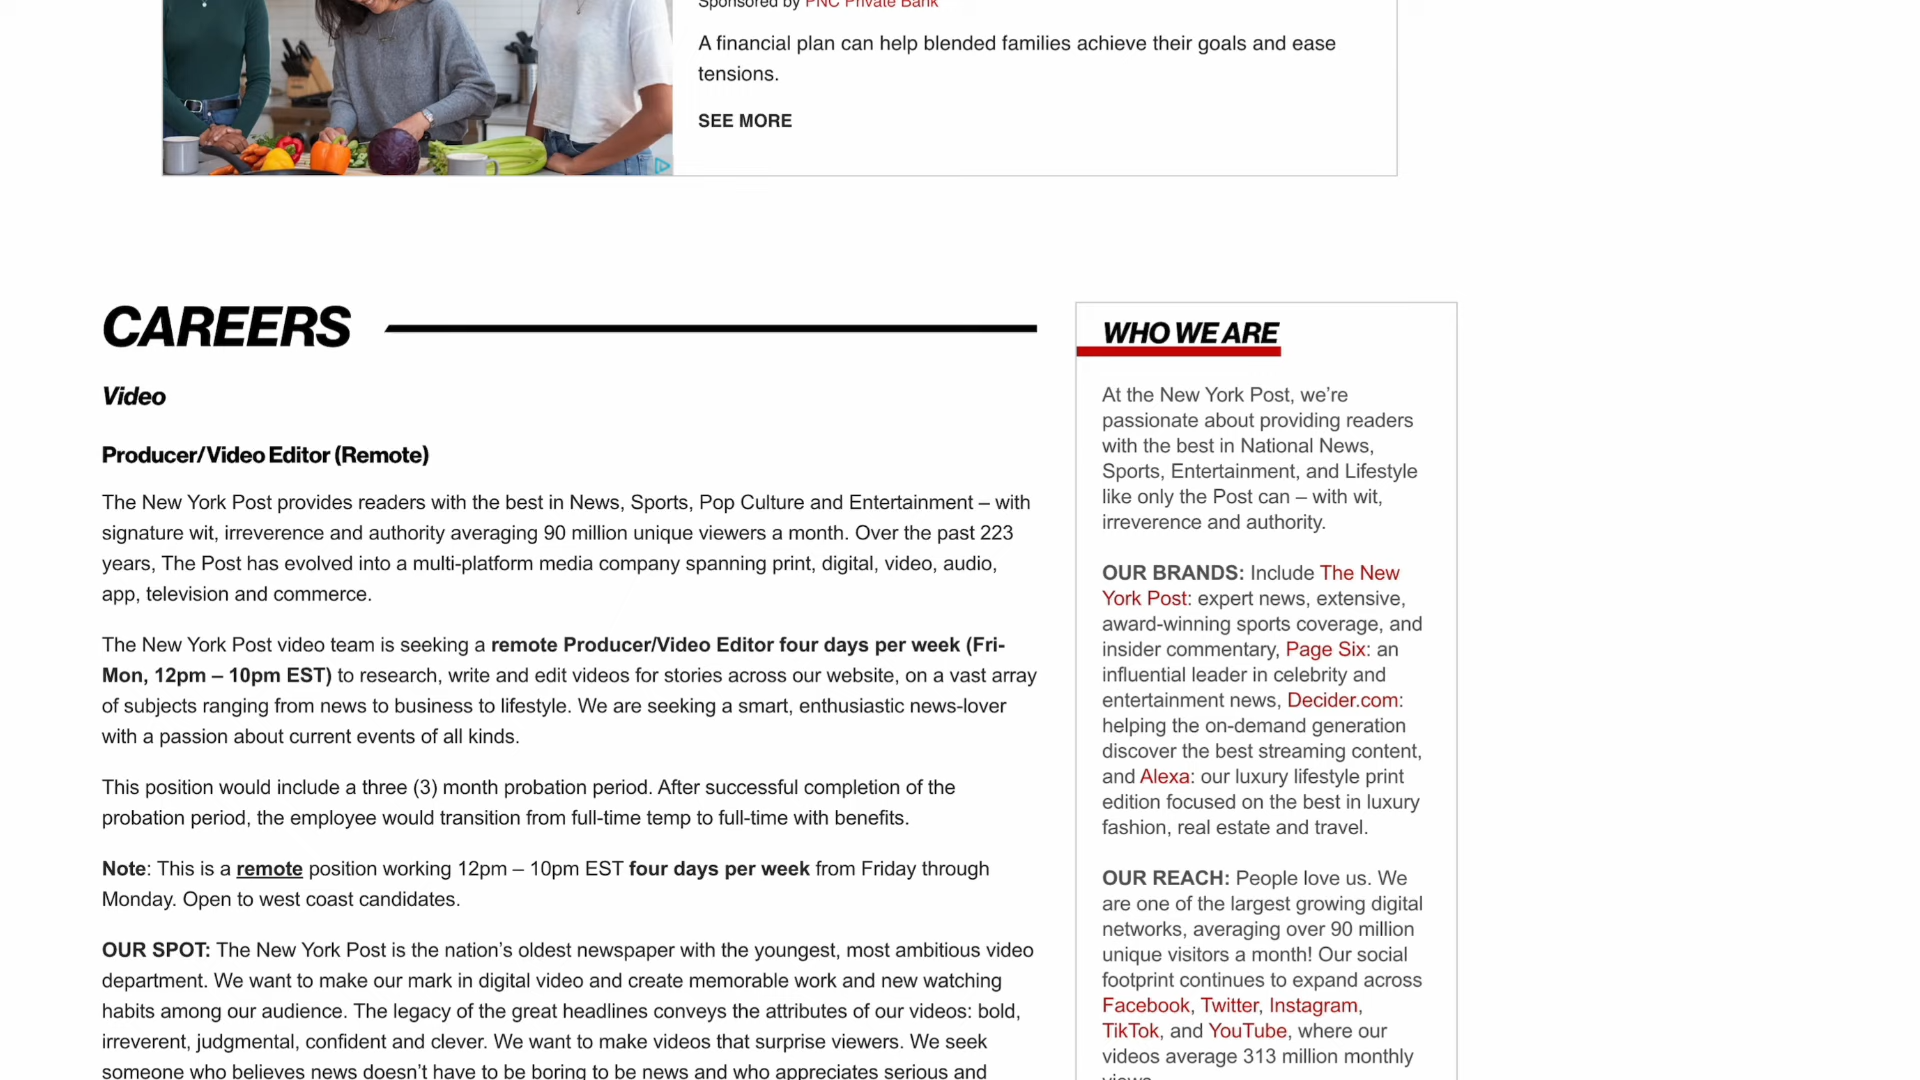 Sponsored by PNC Private Bank
A financial plan can help blended families achieve their goals and ease
tensions.
SEE MORE
CAREERS
Video
Producer/Video Editor (Remote)
The New York Post provides readers with the best in News, Sports, Pop Culture and Entertainment – with
signature wit, irreverence and authority averaging 90 million unique viewers a month. Over the past 223
years, The Post has evolved into a multi-platform media company spanning print, digital, video, audio,
app, television and commerce.
The New York Post video team is seeking a remote Producer/Video Editor four days per week (Fri-
Mon, 12pm – 10pm EST) to research, write and edit videos for stories across our website, on a vast array
of subjects ranging from news to business to lifestyle. We are seeking a smart, enthusiastic news-lover
with a passion about current events of all kinds.
This position would include a three (3) month probation period. After successful completion of the
probation period, the employee would transition from full-time temp to full-time with benefits.
Note: This is a remote position working 12pm – 10pm EST four days per week from Friday through
Monday. Open to west coast candidates.
OUR SPOT: The New York Post is the nation's oldest newspaper with the youngest, most ambitious video
department. We want to make our mark in digital video and create memorable work and new watching
habits among our audience. The legacy of the great headlines conveys the attributes of our videos: bold,
irreverent, judgmental, confident and clever. We want to make videos that surprise viewers. We seek
someone who believes news doesn't have to be boring to be news and who appreciates serious and
WHO WE ARE
At the New York Post, we're
passionate about providing readers
with the best in National News,
Sports, Entertainment, and Lifestyle
like only the Post can – with wit,
irreverence and authority.
OUR BRANDS: Include The New
York Post: expert news, extensive,
award-winning sports coverage, and
insider commentary, Page Six: an
influential leader in celebrity and
entertainment news, Decider.com:
helping the on-demand generation
discover the best streaming content,
and Alexa: our luxury lifestyle print
edition focused on the best in luxury
fashion, real estate and travel.
OUR REACH: People love us. We
are one of the largest growing digital
networks, averaging over 90 million
unique visitors a month! Our social
footprint continues to expand across
Facebook, Twitter, Instagram,
TikTok, and YouTube, where our
videos average 313 million monthly